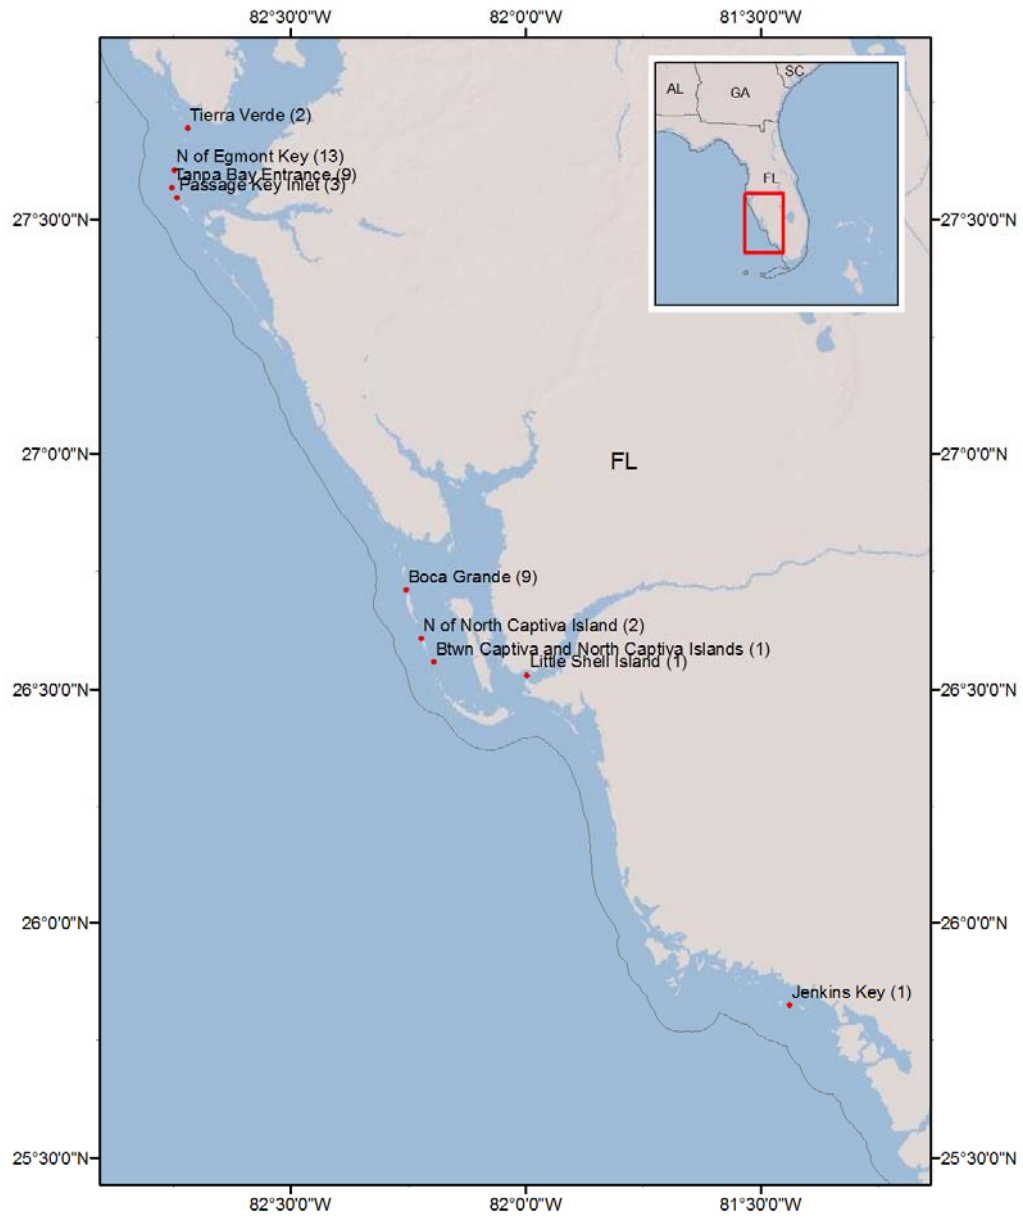 82°30'0"W 82°0'0"W 81°30'0"W
SC
AL
GA
FL
Tierra Verde (2)
N of Egmont Key (13)
Tanpa Bay Entrance (9)
Passage Key Inlet (3)
27°30'0"N 27°30'0"N
27°0'0"N 27°0'0"N
FL
Boca Grande (9)
N of North Captiva Island (2)
Btwn Captiva and North Captiva Islands (1)
Little Shell Island (1)
26°30'0"N 26°30'0"N
26°0'0"N 26°0'0"N
Jenkins Key (1)
25°30'0"N 25°30'0"N
82°30'0"W 82°0'0"W 81°30'0"W